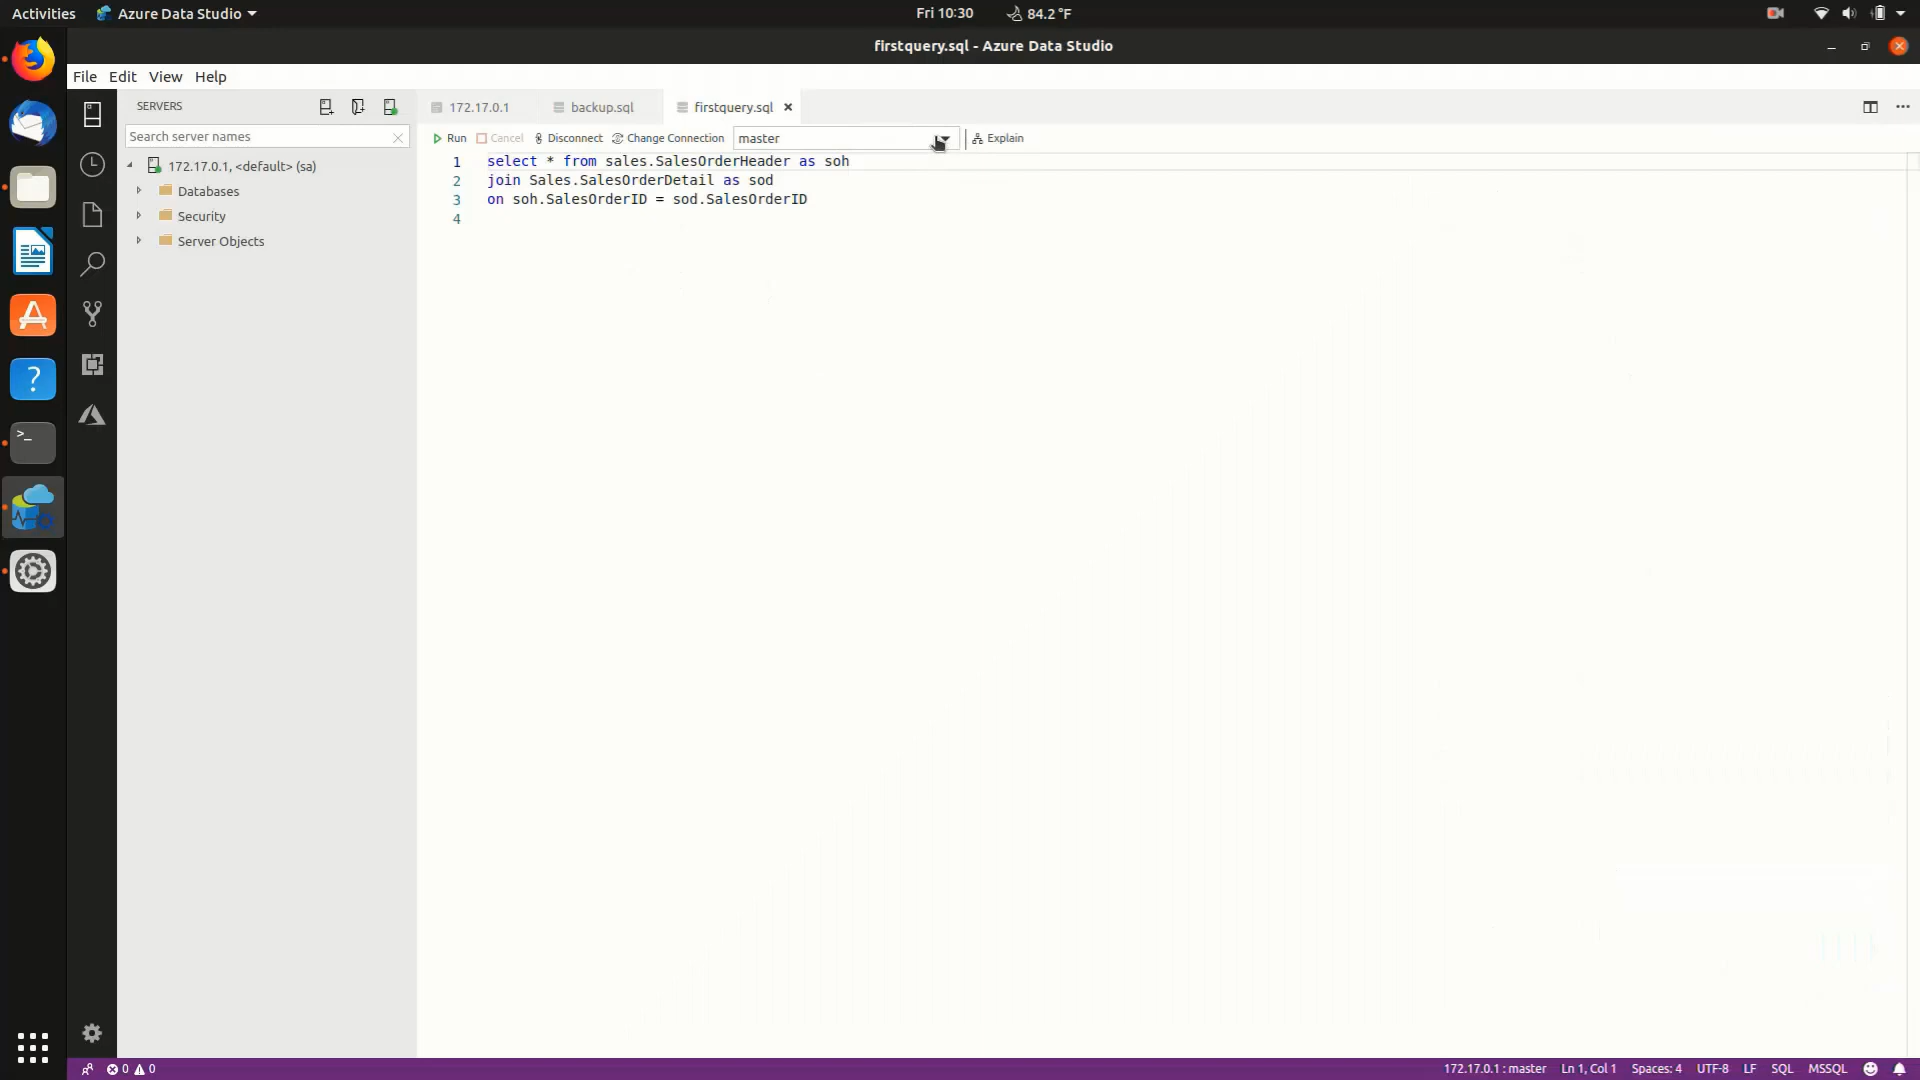 Activities Azure Data Studio Fri 10:30 84.2 °F
firstquery.sql - Azure Data Studio
File Edit View Help
SERVERS
Search server names
172.17.0.1, <default> (sa)
Databases
Security
Server Objects
172.17.0.1 backup.sql firstquery.sql
Run Cancel Disconnect Change Connection master Explain
1 select * from sales.SalesOrderHeader as soh
2 join Sales.SalesOrderDetail as sod
3 on soh.SalesOrderID = sod.SalesOrderID
4
0 0 172.17.0.1 : master Ln 1, Col 1 Spaces: 4 UTF-8 LF SQL MSSQL